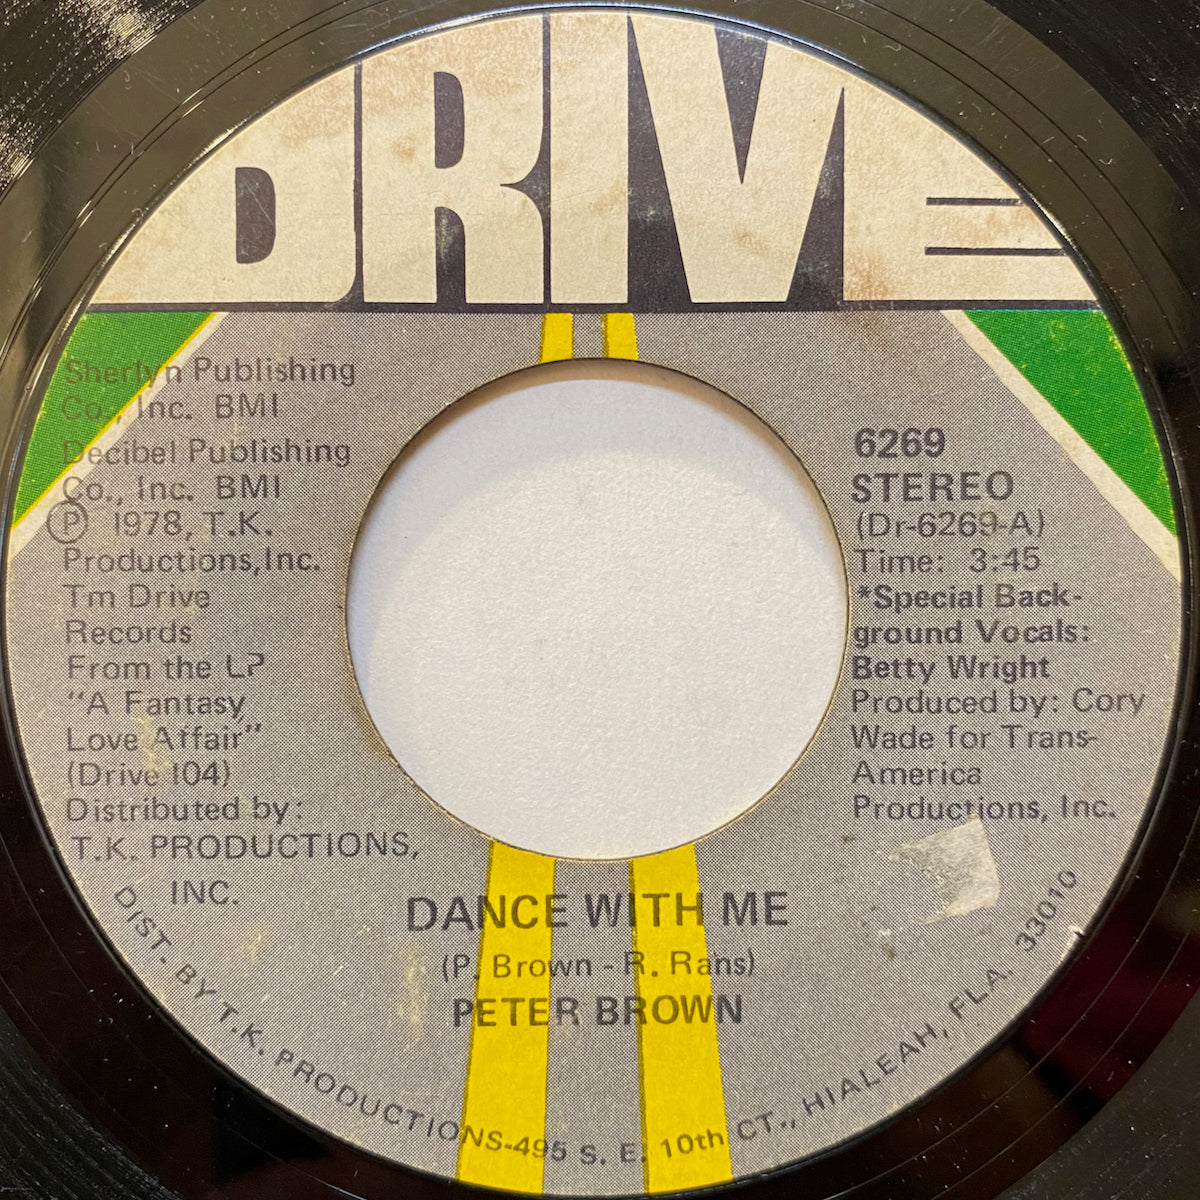 DRIVE
Sherlyn Publishing
Co., Inc. BMI
Decibel Publishing
Co., Inc. BMI
Ⓟ 1978, T.K.
Productions,Inc.
Tm Drive
Records
From the LP
"A Fantasy
Love Affair"
(Drive 104)
Distributed by:
T.K. PRODUCTIONS,
INC.
6269
STEREO
(Dr-6269-A)
Time: 3:45
*Special Back-
ground Vocals:
Betty Wright
Produced by: Cory
Wade for Trans-
America
Productions, Inc.
DANCE WITH ME
(P. Brown - R. Rans)
PETER BROWN
DIST. BY T.K. PRODUCTIONS-495 S. E. 10th CT., HIALEAH, FLA. 33010